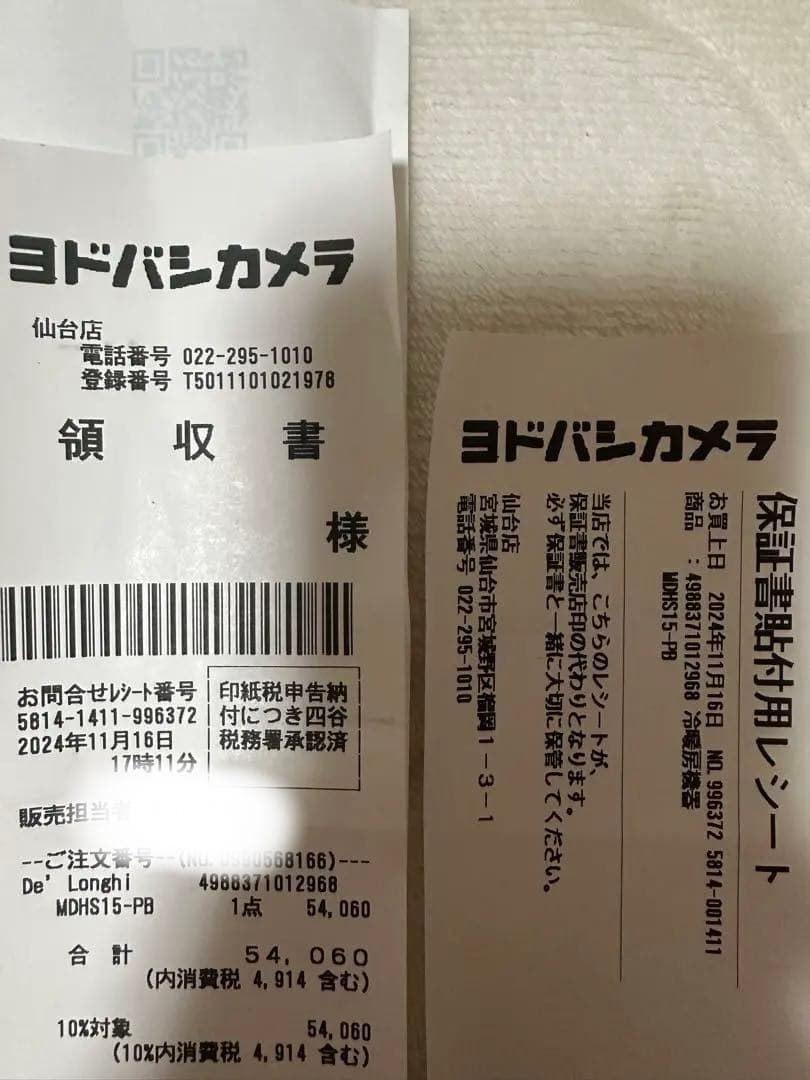 ヨドバシカメラ
仙台店
電話番号 022-295-1010
登録番号 T5011101021978
領 収 書
様
お問合せレシート番号
5814-1411-996372
2024年11月16日
17時11分
印紙税申告納
付につき四谷
税務署承認済
販売担当者
--ご注文番号--(NO.0990568166)---
De' Longhi 4988371012968
MDHS15-PB 1点 54,060
合 計 54,060
(内消費税 4,914 含む)
10%対象 54,060
(10%内消費税 4,914 含む)
ヨドバシカメラ
保証書貼付用レシート
お買上日 2024年11月16日 NO.996372 5814-001411
商品 :4988371012968 冷暖房機器
MDHS15-PB
当店では、こちらのレシートが、
保証書販売店印の代わりとなります。
必ず保証書と一緒に大切に保管してください。
仙台店
宮城県仙台市宮城野区榴岡1-3-1
電話番号 022-295-1010